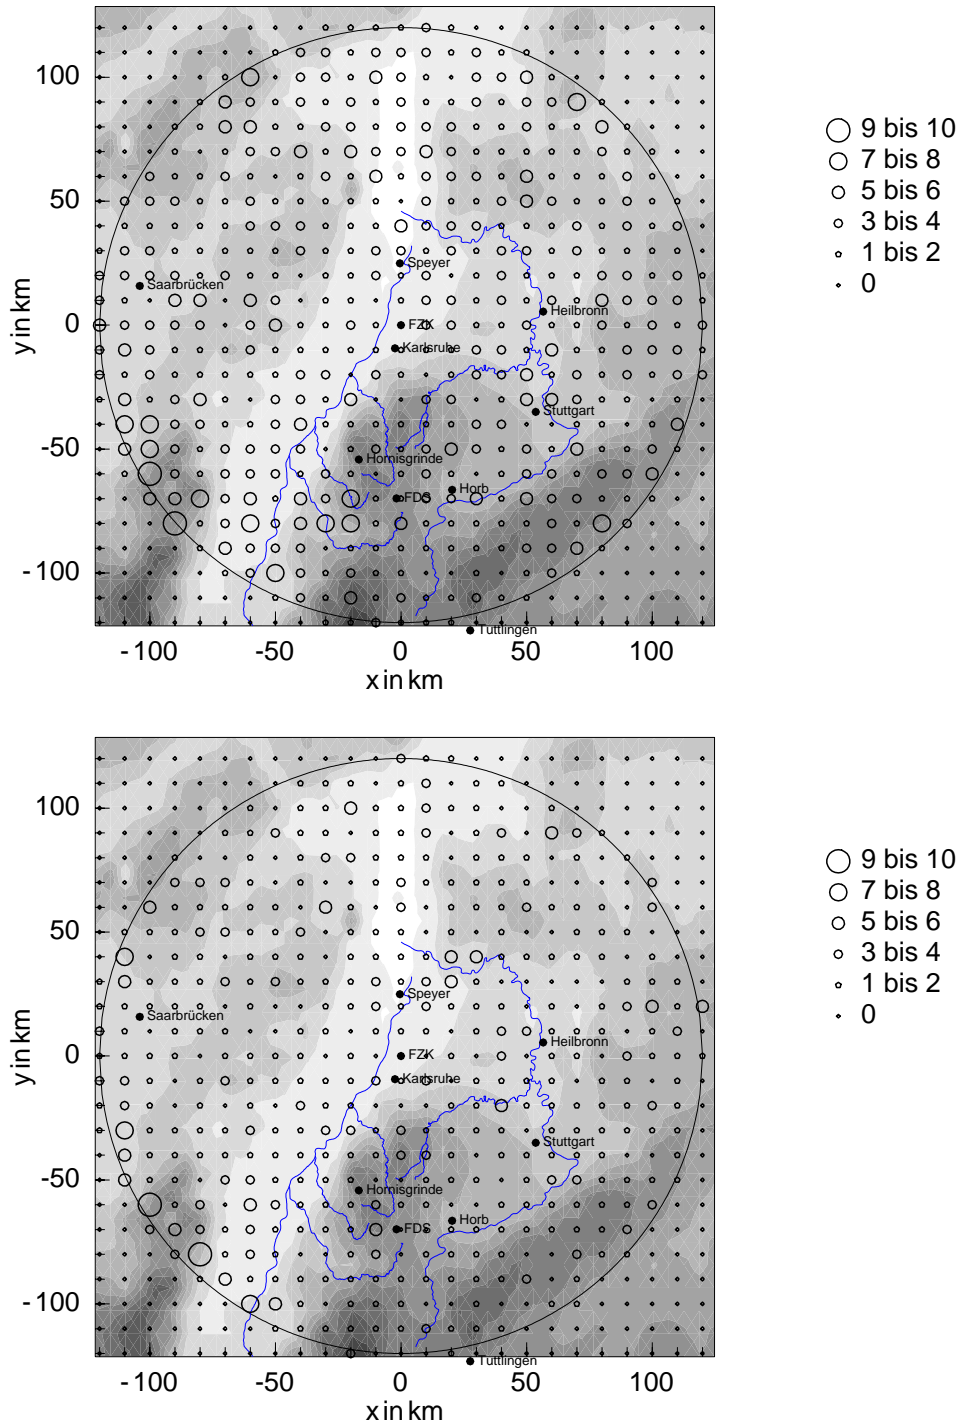 100
50
0
-50
-100
y in km
-100
-50
0
50
100
x in km
Speyer
Saarbrücken
Heilbronn
FZK
Karlsruhe
Stuttgart
Hornisgrinde
Horb
FDS
Tuttlingen
9 bis 10
7 bis 8
5 bis 6
3 bis 4
1 bis 2
0
100
50
0
-50
-100
y in km
-100
-50
0
50
100
x in km
Speyer
Saarbrücken
Heilbronn
FZK
Karlsruhe
Stuttgart
Hornisgrinde
Horb
FDS
Tuttlingen
9 bis 10
7 bis 8
5 bis 6
3 bis 4
1 bis 2
0